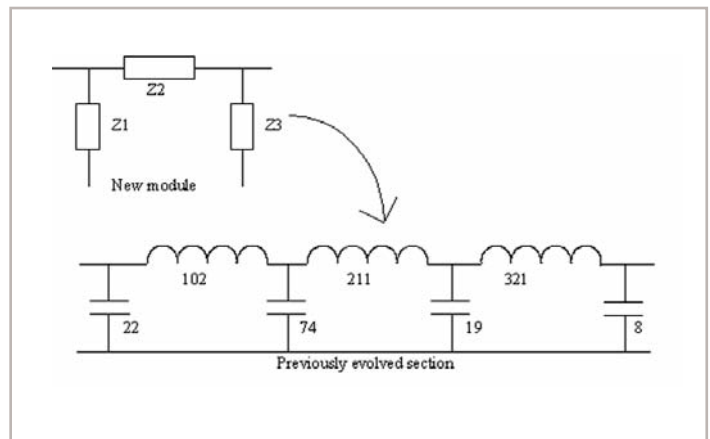 Z2
Z1
Z3
New module
102
211
321
22
74
19
8
Previously evolved section